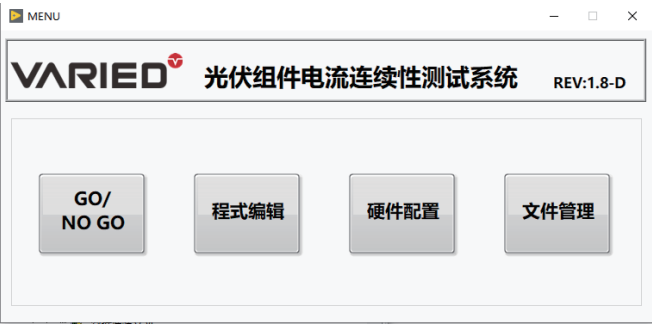 MENU
VARIED
光伏组件电流连续性测试系统
REV:1.8-D
GO/
NO GO
程式编辑
硬件配置
文件管理